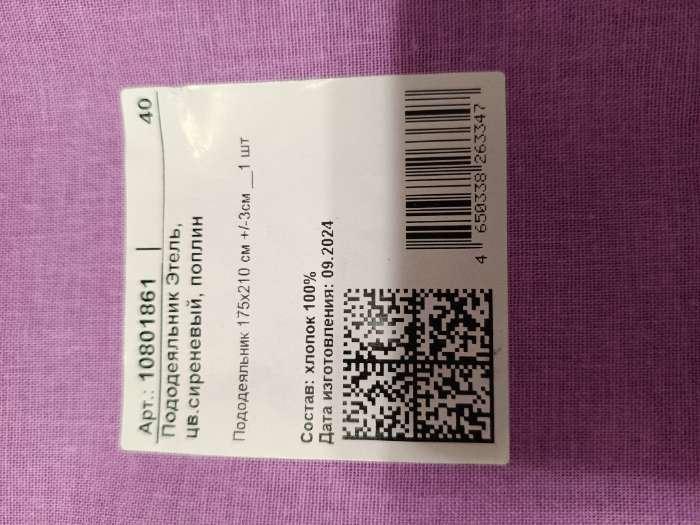 Арт.: 10801861 | 40
Пододеяльник Этель,
цв.сиреневый, поплин
Пододеяльник 175х210 см +/-3см __1 шт
Состав: хлопок 100%
Дата изготовления: 09.2024
4 650338 263347